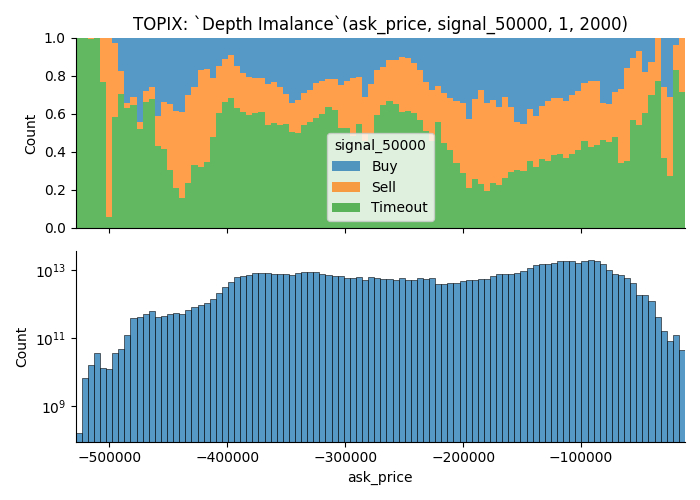 TOPIX: `Depth Imalance`(ask_price, signal_50000, 1, 2000)
1.0
0.8
0.6
0.4
0.2
0.0
Count
signal_50000
Buy
Sell
Timeout
10^13
10^11
10^9
Count
−500000 −400000 −300000 −200000 −100000
ask_price